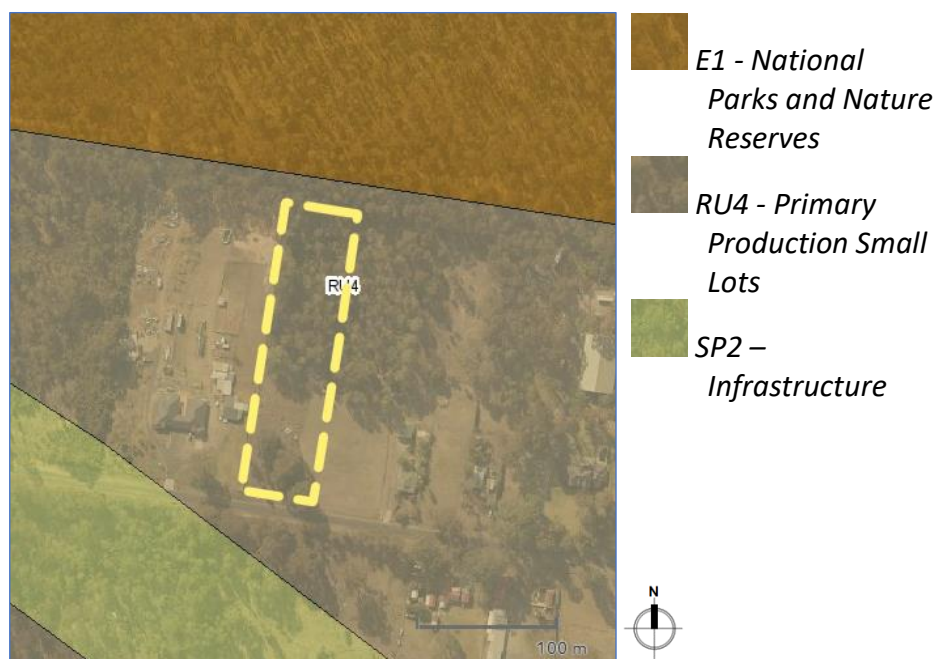 E1 - National
Parks and Nature
Reserves
RU4
RU4 - Primary
Production Small
Lots
SP2 –
Infrastructure
N
100 m